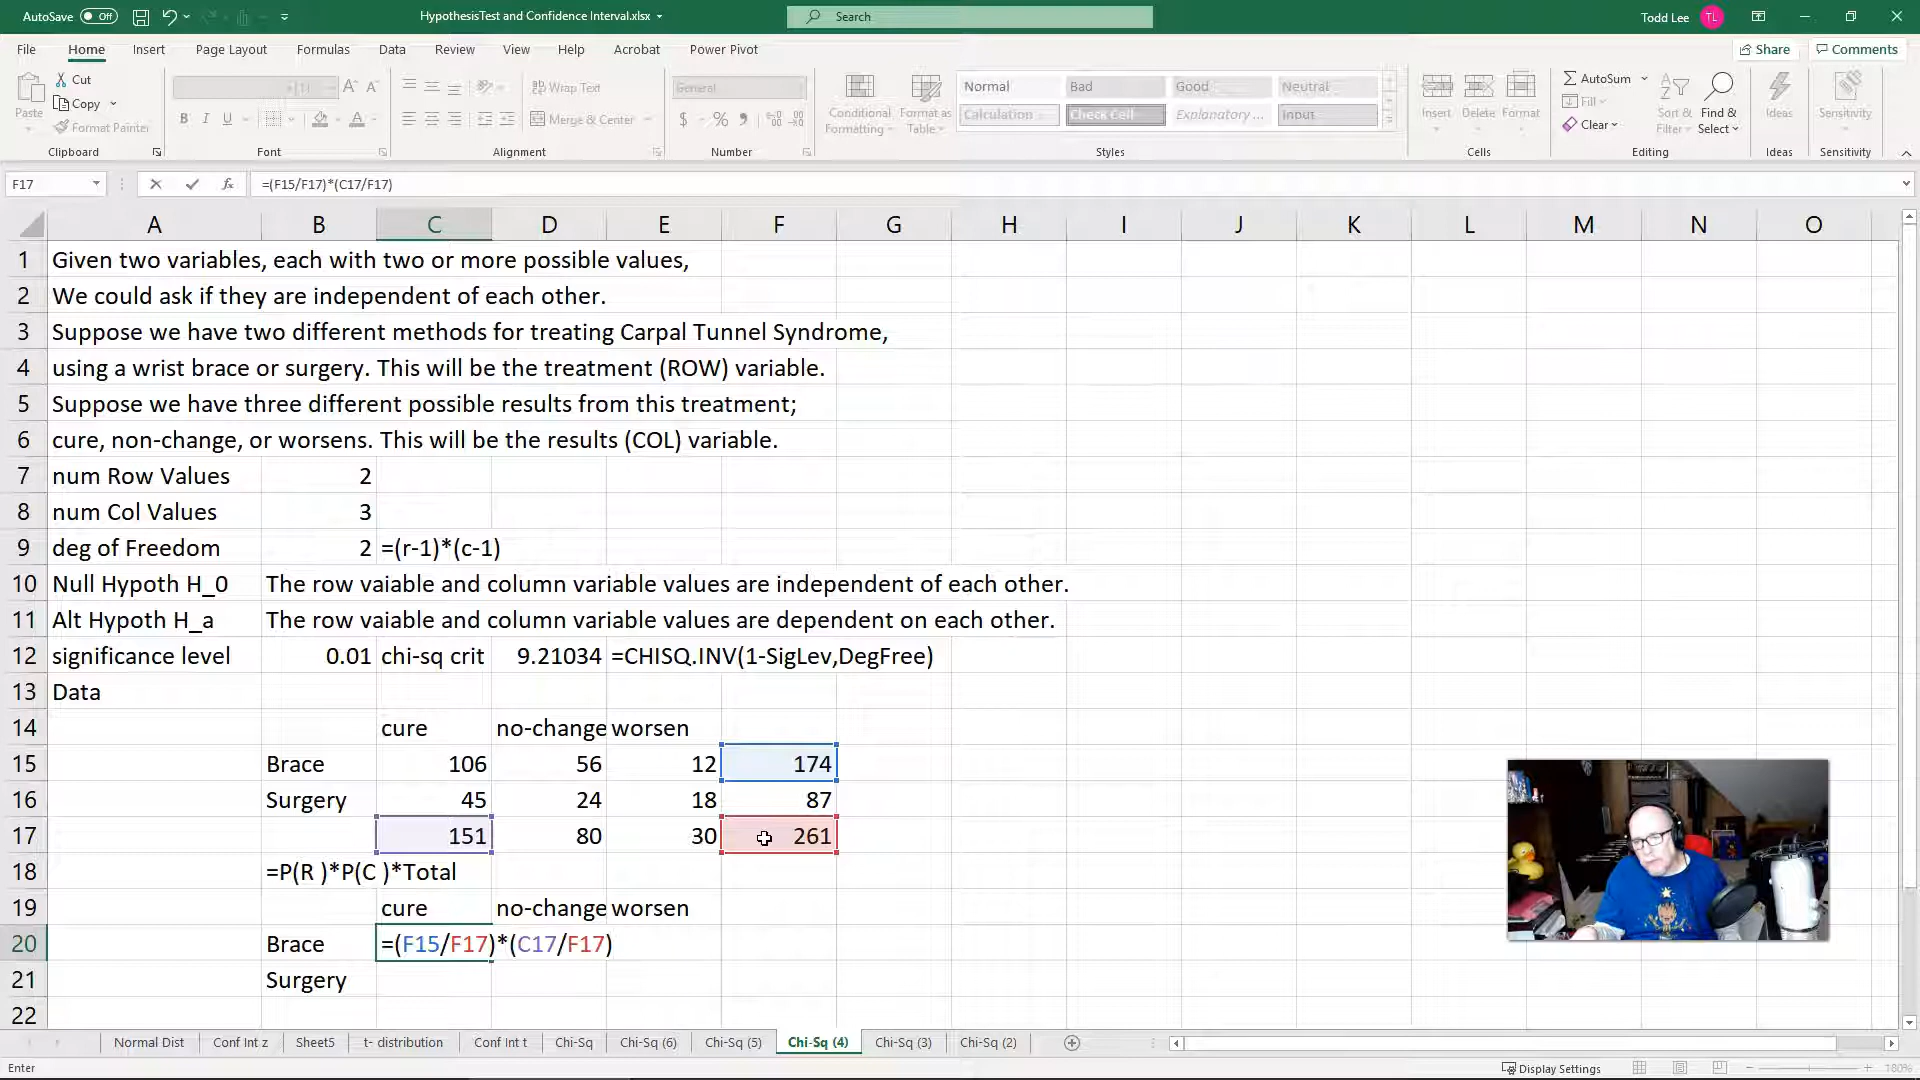 AutoSave Off HypothesisTest and Confidence Interval.xlsx Search Todd Lee TL
File Home Insert Page Layout Formulas Data Review View Help Acrobat Power Pivot Share Comments
Cut
Copy
Format Painter
Paste
Wrap Text
Merge & Center
General
Conditional Formatting
Format as Table
Normal Bad Good Neutral
Calculation Check Cell Explanatory ... Input
Insert Delete Format
AutoSum
Fill
Clear
Sort & Filter
Find & Select
Ideas
Sensitivity
Clipboard Font Alignment Number Styles Cells Editing Ideas Sensitivity
F17 fx =(F15/F17)*(C17/F17)
A B C D E F G H I J K L M N O
1 Given two variables, each with two or more possible values,
2 We could ask if they are independent of each other.
3 Suppose we have two different methods for treating Carpal Tunnel Syndrome,
4 using a wrist brace or surgery. This will be the treatment (ROW) variable.
5 Suppose we have three different possible results from this treatment;
6 cure, non-change, or worsens. This will be the results (COL) variable.
7 num Row Values 2
8 num Col Values 3
9 deg of Freedom 2 =(r-1)*(c-1)
10 Null Hypoth H_0 The row vaiable and column variable values are independent of each other.
11 Alt Hypoth H_a The row vaiable and column variable values are dependent on each other.
12 significance level 0.01 chi-sq crit 9.21034 =CHISQ.INV(1-SigLev,DegFree)
13 Data
14 cure no-change worsen
15 Brace 106 56 12 174
16 Surgery 45 24 18 87
17 151 80 30 261
18 =P(R )*P(C )*Total
19 cure no-change worsen
20 Brace =(F15/F17)*(C17/F17)
21 Surgery
22
Normal Dist Conf Int z Sheet5 t- distribution Conf Int t Chi-Sq Chi-Sq (6) Chi-Sq (5) Chi-Sq (4) Chi-Sq (3) Chi-Sq (2)
Enter Display Settings 180%